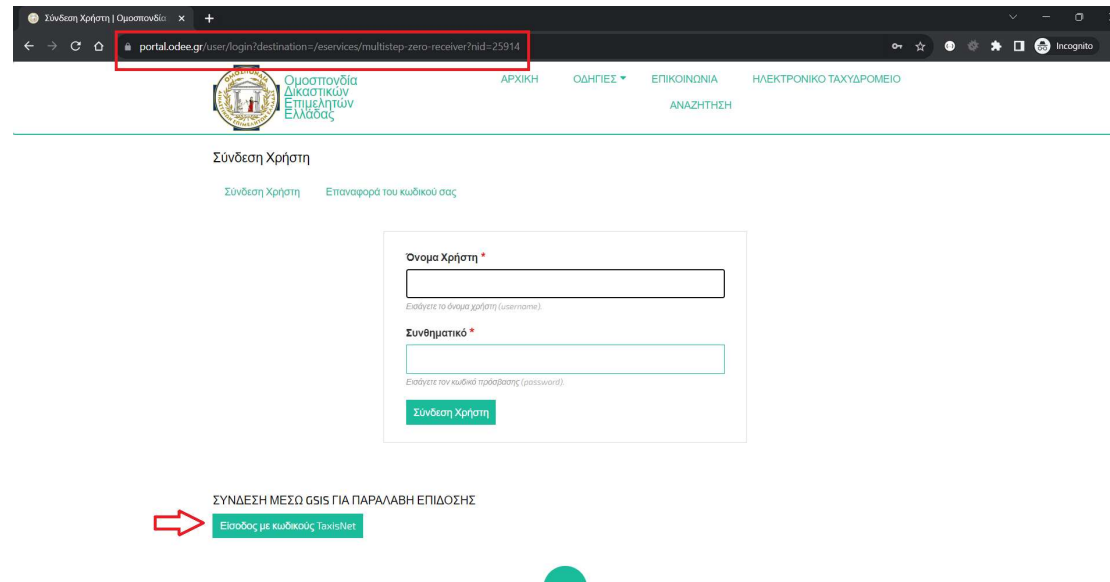 Σύνδεση Χρήστη | Ομοσπονδία
portal.odee.gr/user/login?destination=/eservices/multistep-zero-receiver?nid=25914
Incognito
Ομοσπονδία
Δικαστικών
Επιμελητών
Ελλάδας
ΑΡΧΙΚΗ ΟΔΗΓΙΕΣ ΕΠΙΚΟΙΝΩΝΙΑ ΗΛΕΚΤΡΟΝΙΚΟ ΤΑΧΥΔΡΟΜΕΙΟ
ΑΝΑΖΗΤΗΣΗ
Σύνδεση Χρήστη
Σύνδεση Χρήστη Επαναφορά του κωδικού σας
Όνομα Χρήστη *
Εισάγετε το όνομα χρήστη (username).
Συνθηματικό *
Εισάγετε τον κωδικό πρόσβασης (password).
Σύνδεση Χρήστη
ΣΥΝΔΕΣΗ ΜΕΣΩ GSIS ΓΙΑ ΠΑΡΑΛΑΒΗ ΕΠΙΔΟΣΗΣ
Είσοδος με κωδικούς TaxisNet